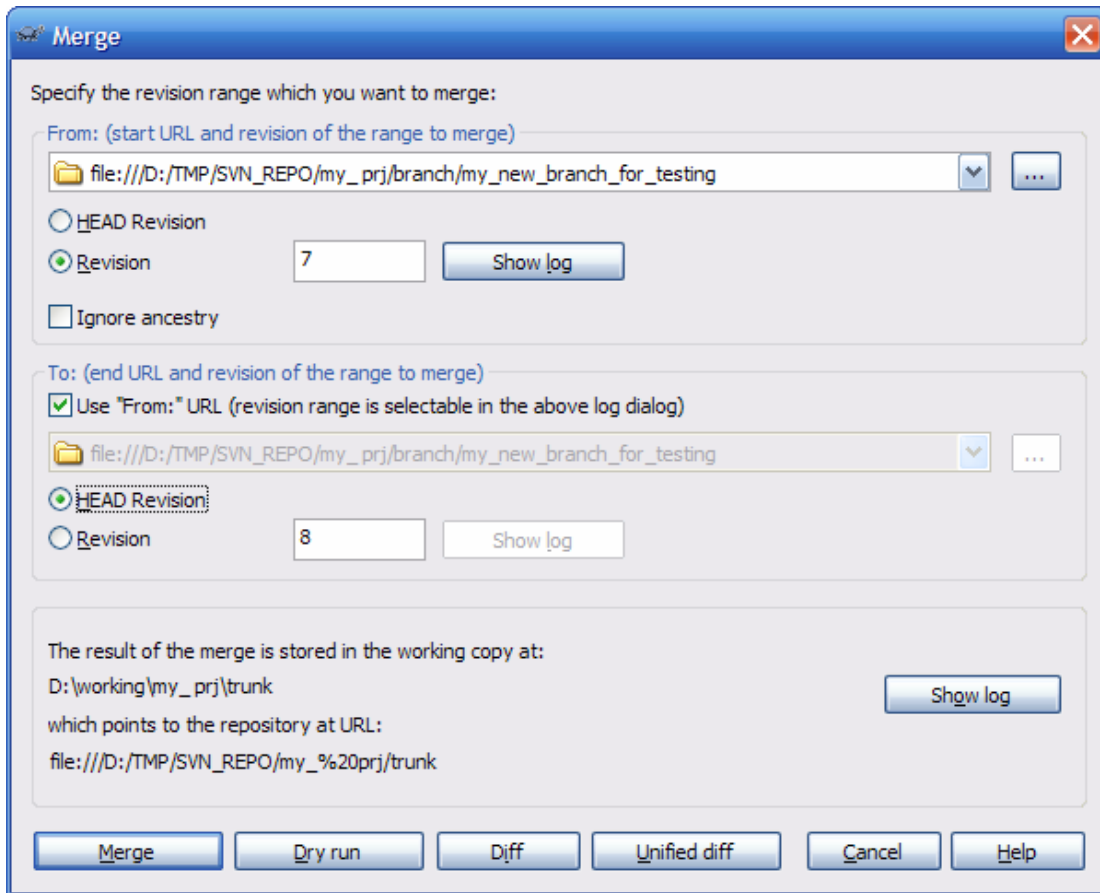 Merge
Specify the revision range which you want to merge:
From: (start URL and revision of the range to merge)
file:///D:/TMP/SVN_REPO/my_ prj/branch/my_new_branch_for_testing
...
HEAD Revision
Revision
7
Show log
Ignore ancestry
To: (end URL and revision of the range to merge)
Use "From:" URL (revision range is selectable in the above log dialog)
file:///D:/TMP/SVN_REPO/my_ prj/branch/my_new_branch_for_testing
...
HEAD Revision
Revision
8
Show log
The result of the merge is stored in the working copy at:
D:\working\my_ prj\trunk
Show log
which points to the repository at URL:
file:///D:/TMP/SVN_REPO/my_%20prj/trunk
Merge
Dry run
Diff
Unified diff
Cancel
Help